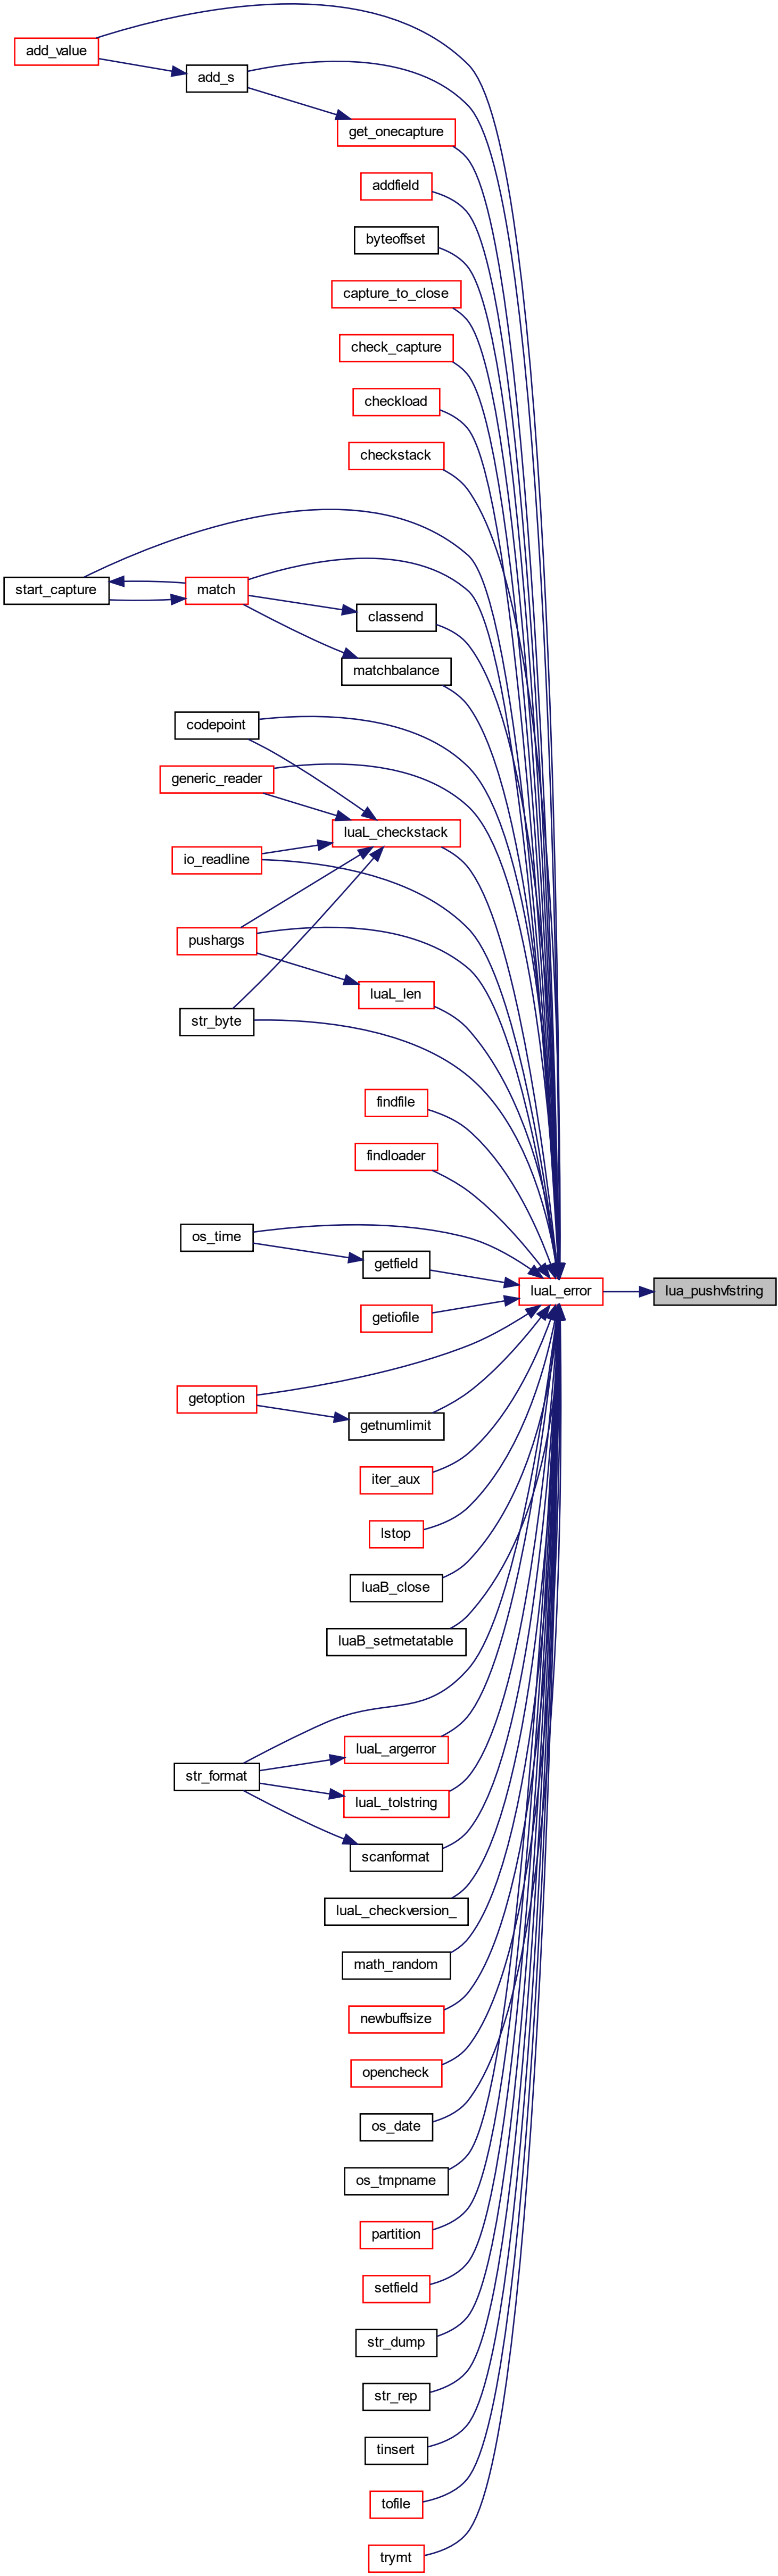 add_value
add_s
get_onecapture
addfield
byteoffset
capture_to_close
check_capture
checkload
checkstack
start_capture
match
classend
matchbalance
codepoint
generic_reader
luaL_checkstack
io_readline
pushargs
luaL_len
str_byte
findfile
findloader
os_time
getfield
luaL_error
lua_pushvfstring
getiofile
getoption
getnumlimit
iter_aux
lstop
luaB_close
luaB_setmetatable
luaL_argerror
str_format
luaL_tolstring
scanformat
luaL_checkversion_
math_random
newbuffsize
opencheck
os_date
os_tmpname
partition
setfield
str_dump
str_rep
tinsert
tofile
trymt